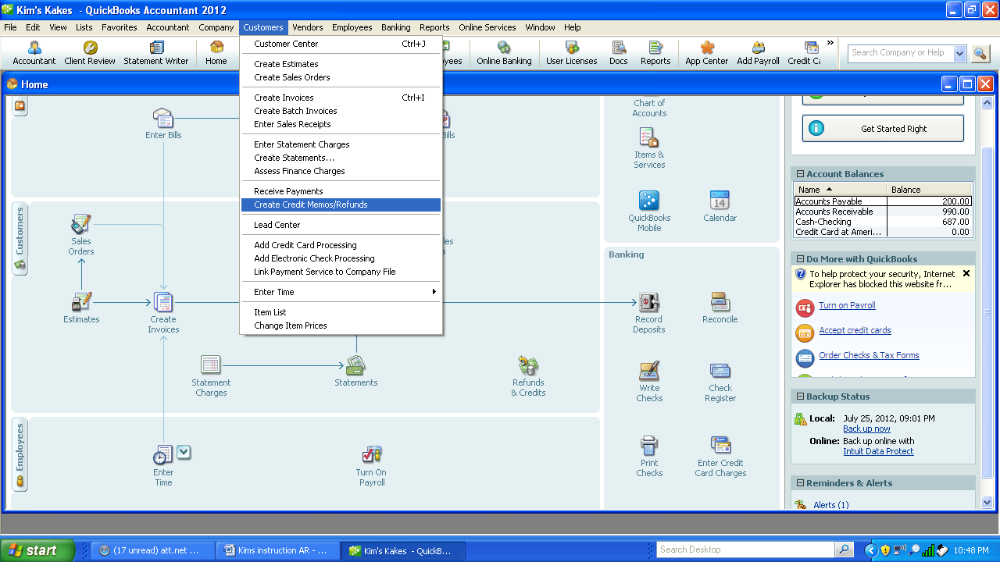 Kim's Kakes  - QuickBooks Accountant 2012
File Edit View Lists Favorites Accountant Company Customers Vendors Employees Banking Reports Online Services Window Help
Accountant Client Review Statement Writer Home Online Banking User Licenses Docs Reports App Center Add Payroll Credit Ca
Search Company or Help
Customer Center Ctrl+J
Create Estimates
Create Sales Orders
Create Invoices Ctrl+I
Create Batch Invoices
Enter Sales Receipts
Enter Statement Charges
Create Statements...
Assess Finance Charges
Receive Payments
Create Credit Memos/Refunds
Lead Center
Add Credit Card Processing
Add Electronic Check Processing
Link Payment Service to Company File
Enter Time
Item List
Change Item Prices
Home
Enter Bills
Bills
Customers
Sales
Orders
Estimates
Create
Invoices
Statement
Charges
Statements
Refunds
& Credits
Employees
Enter
Time
Turn On
Payroll
Chart of
Accounts
Items &
Services
QuickBooks
Mobile
Calendar
Banking
Record
Deposits
Reconcile
Write
Checks
Check
Register
Print
Checks
Enter Credit
Card Charges
Get Started Right
Account Balances
Name Balance
Accounts Payable 200.00
Accounts Receivable 990.00
Cash-Checking 687.00
Credit Card at Ameri... 0.00
Do More with QuickBooks
To help protect your security, Internet
Explorer has blocked this website fr...
Turn on Payroll
Accept credit cards
Order Checks & Tax Forms
Backup Status
Local: July 25, 2012, 09:01 PM
Back up now
Online: Back up online with
Intuit Data Protect
Reminders & Alerts
Alerts (1)
start
(17 unread) att.net ...
Kims instruction AR - ...
Kim's Kakes  - QuickB...
Search Desktop
10:48 PM